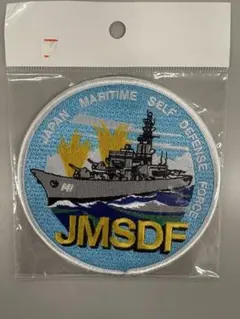 JAPAN MARITIME SELF DEFENSE FORCE
141
JMSDF